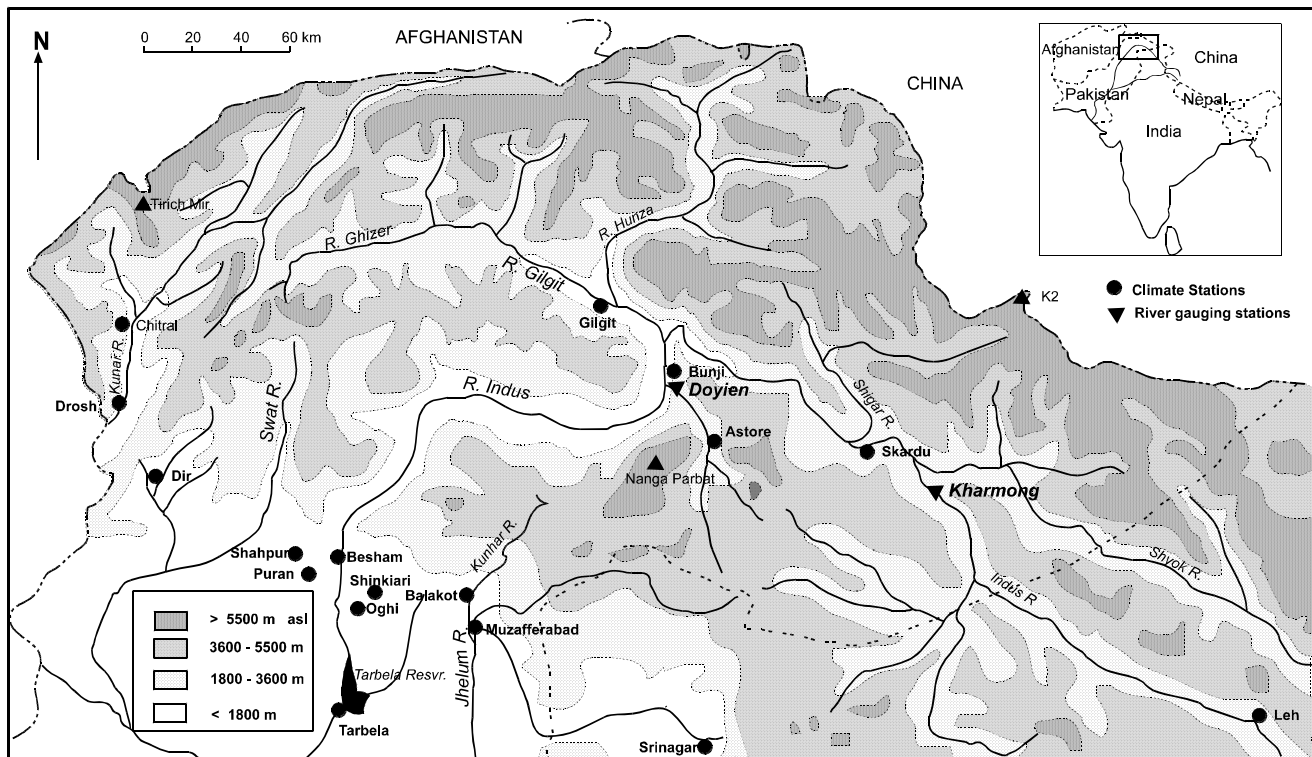 N
0 20 40 60 km
AFGHANISTAN
CHINA
Afghanistan
China
Pakistan
Nepal
India
Climate Stations
River gauging stations
K2
Tirich Mir
R. Ghizer
R. Hunza
R. Gilgit
Gilgit
Chitral
Kunar R.
Drosh
Swat R.
R. Indus
Bunji
Doyien
Shigar R.
Astore
Skardu
Nanga Parbat
Kharmong
Dir
Shahpur
Besham
Puran
Shinkiari
Oghi
Balakot
Kunhar R.
Muzafferabad
Jhelum R.
Indus R
Shyok R.
> 5500 m asl
3600 - 5500 m
1800 - 3600 m
< 1800 m
Tarbela Resvr.
Tarbela
Srinagar
Leh